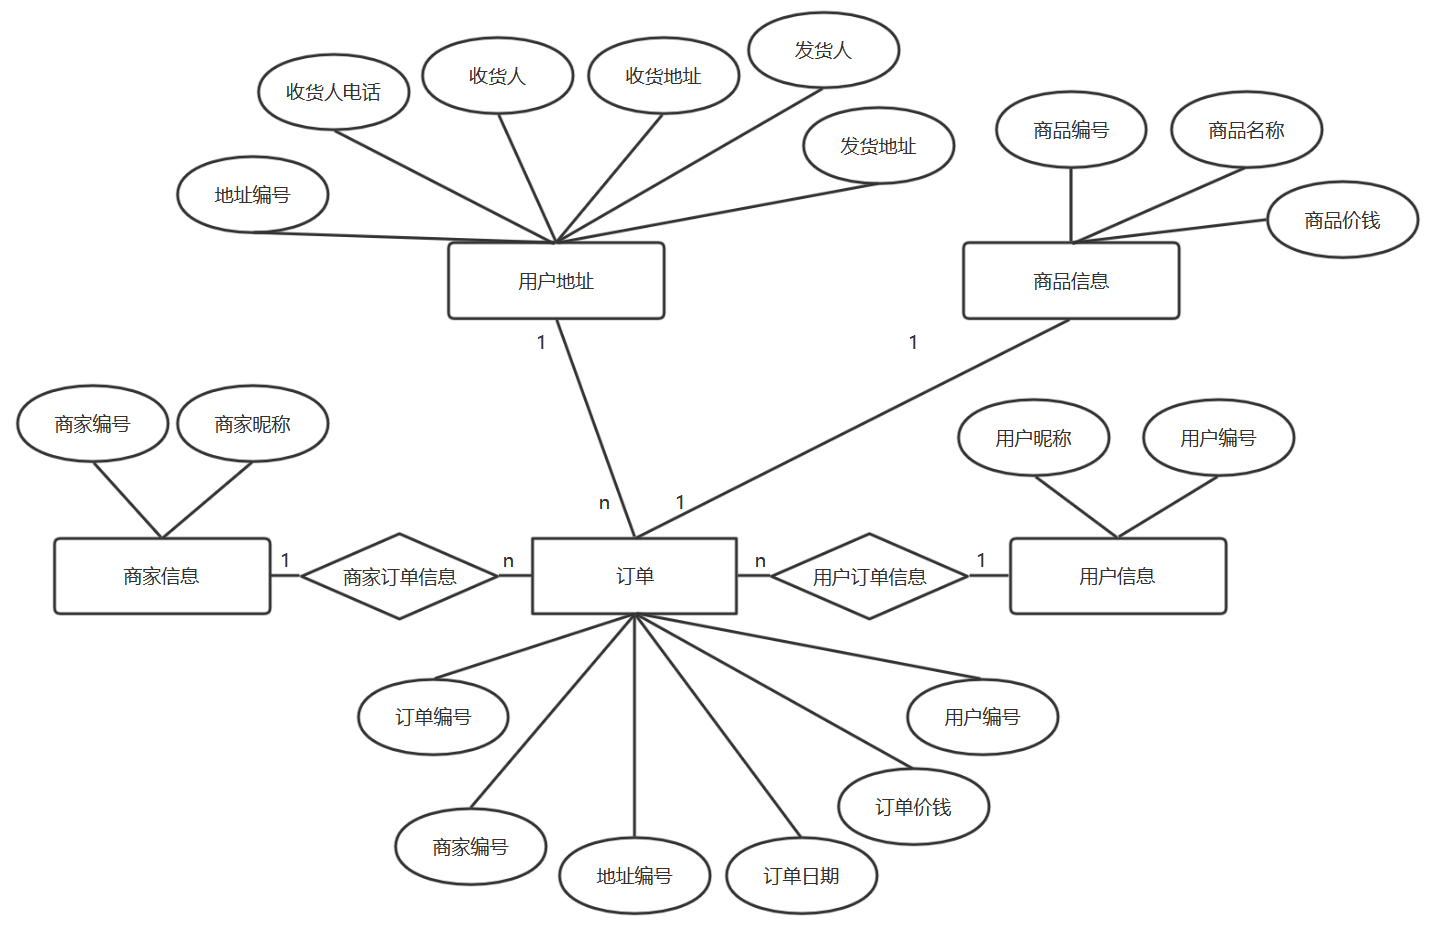 发货人
收货人
收货地址
收货人电话
商品编号
商品名称
发货地址
地址编号
商品价钱
用户地址
商品信息
1
1
商家编号
商家昵称
用户昵称
用户编号
n
1
商家信息
1
商家订单信息
n
订单
n
用户订单信息
1
用户信息
订单编号
用户编号
订单价钱
商家编号
地址编号
订单日期